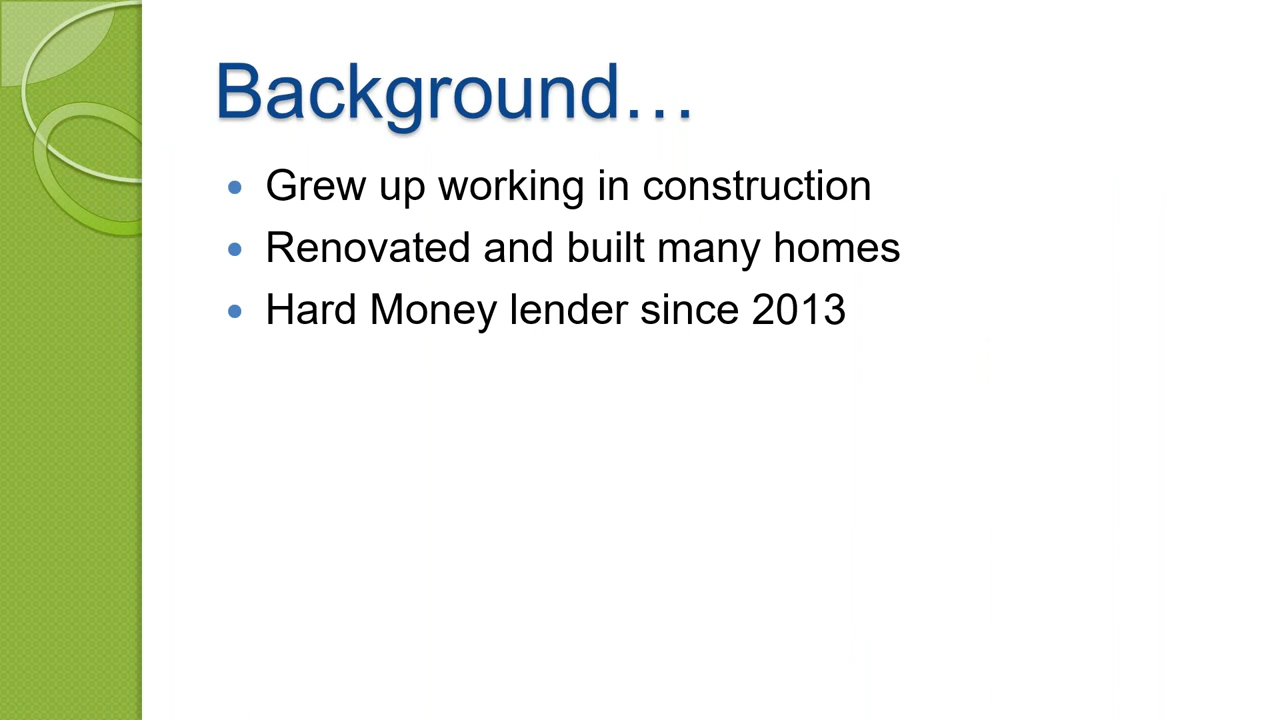 Background…
• Grew up working in construction
• Renovated and built many homes
• Hard Money lender since 2013